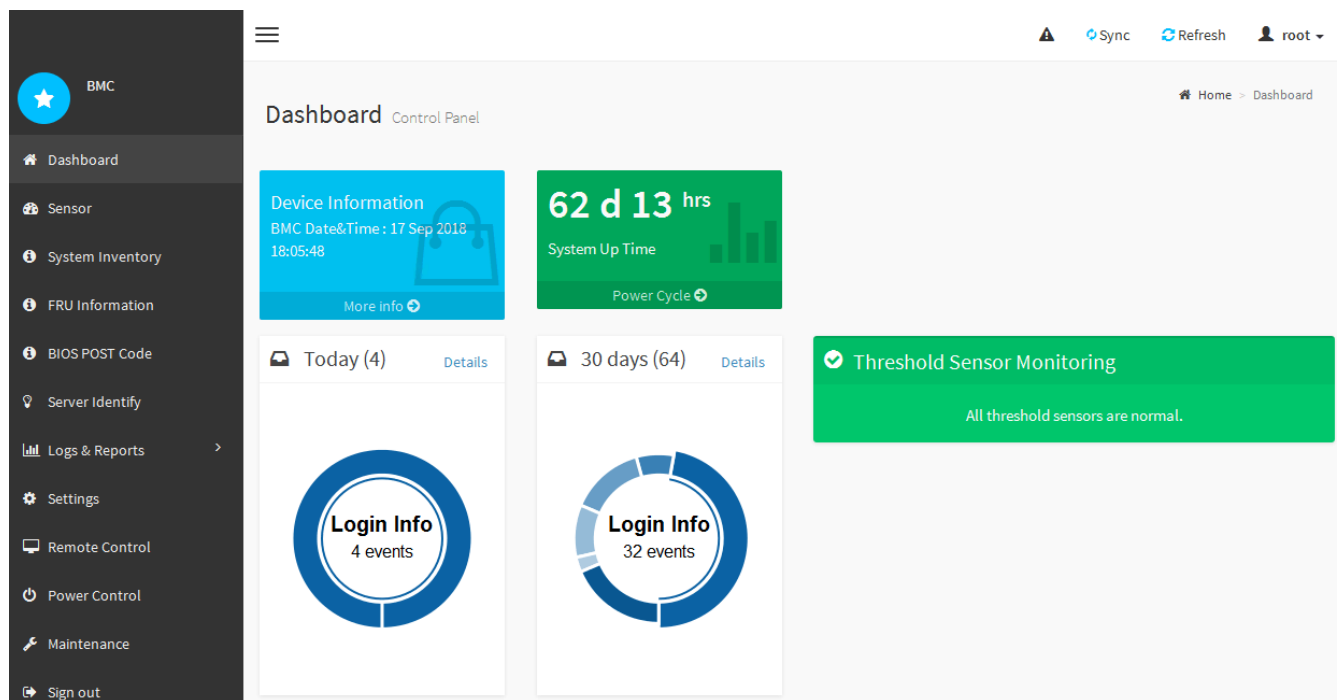 Sync
Refresh
root
BMC
Home > Dashboard
Dashboard Control Panel
Dashboard
Sensor
System Inventory
FRU Information
BIOS POST Code
Server Identify
Logs & Reports
Settings
Remote Control
Power Control
Maintenance
Sign out
Device Information
BMC Date&Time : 17 Sep 2018
18:05:48
More info
62 d 13 hrs
System Up Time
Power Cycle
Today (4) Details
Login Info
4 events
30 days (64) Details
Login Info
32 events
Threshold Sensor Monitoring
All threshold sensors are normal.